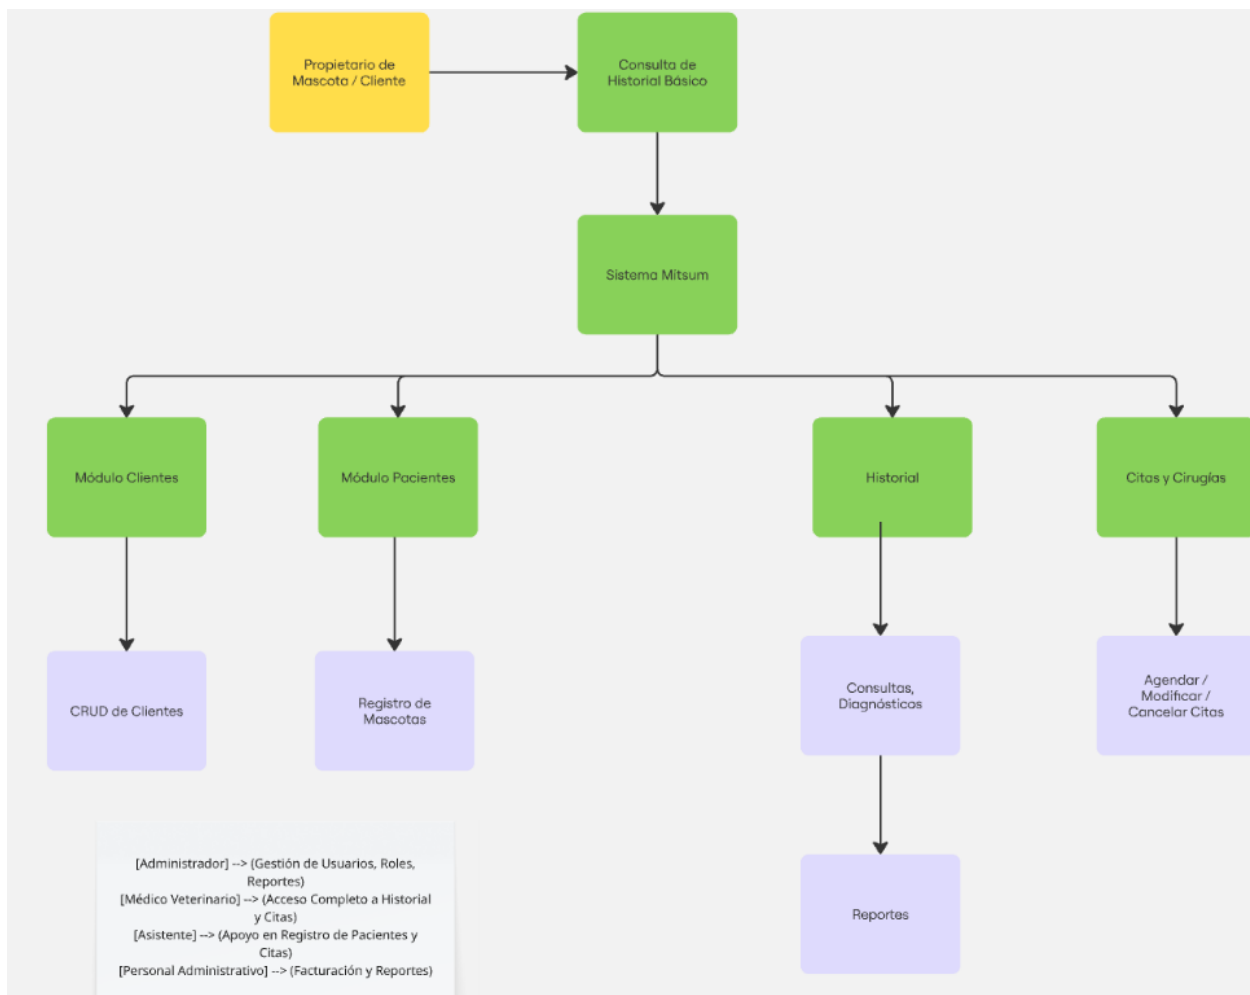 Propietario de
Mascota / Cliente
Consulta de
Historial Básico
Sistema Mitsum
Módulo Clientes
Módulo Pacientes
Historial
Citas y Cirugías
CRUD de Clientes
Registro de
Mascotas
Consultas,
Diagnósticos
Agendar /
Modificar /
Cancelar Citas
Reportes
[Administrador] --> (Gestión de Usuarios, Roles,
Reportes)
[Médico Veterinario] --> (Acceso Completo a Historial
y Citas)
[Asistente] --> (Apoyo en Registro de Pacientes y
Citas)
[Personal Administrativo] --> (Facturación y Reportes)